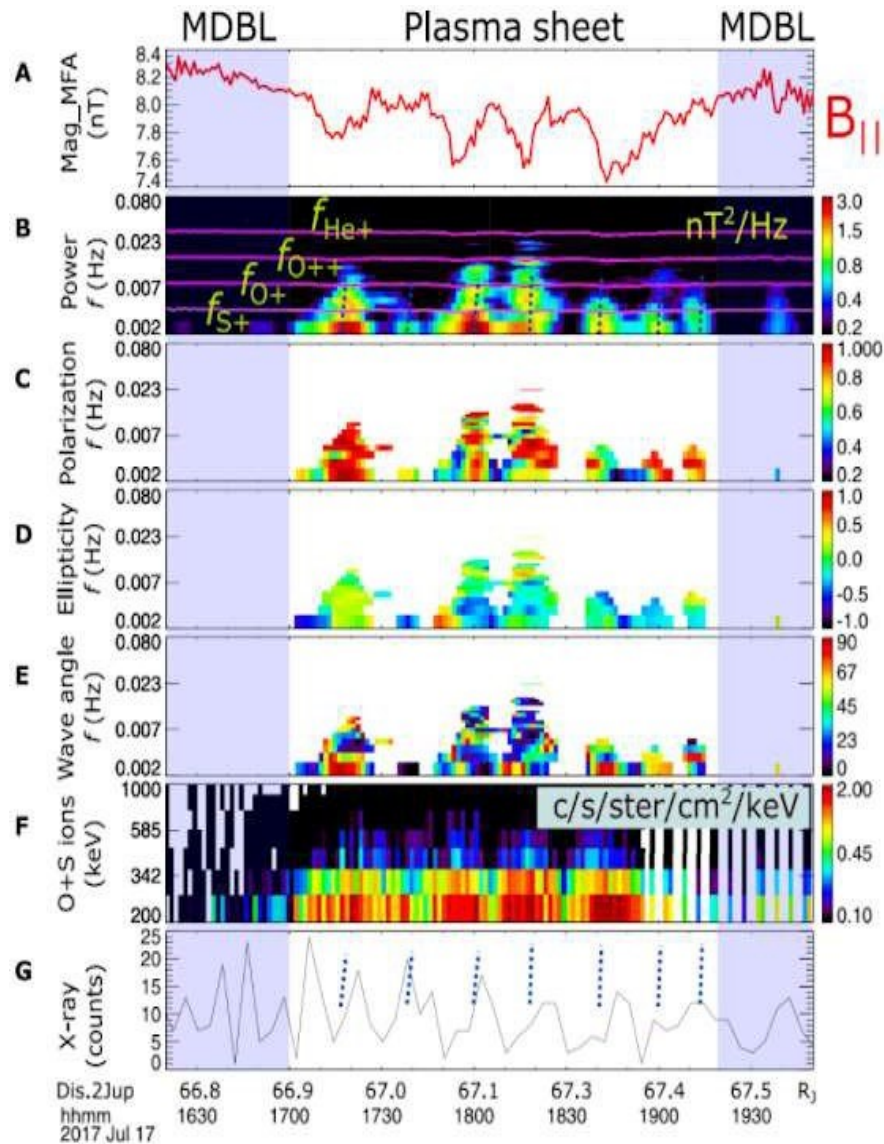 MDBL Plasma sheet MDBL
A
Mag_MFA
(nT)
8.4
8.2
8.0
7.8
7.6
7.4
B||
B
Power
f (Hz)
0.080
0.023
0.007
0.002
fHe+
fO++
fO+
fS+
nT²/Hz
3.0
1.5
0.8
0.4
0.2
C
Polarization
f (Hz)
0.080
0.023
0.007
0.002
1.000
0.8
0.6
0.4
0.2
D
Ellipticity
f (Hz)
0.080
0.023
0.007
0.002
1.0
0.5
0.0
-0.5
-1.0
E
Wave angle
f (Hz)
0.080
0.023
0.007
0.002
90
67
45
23
0
F
O+S ions
(keV)
1000
585
342
200
c/s/ster/cm²/keV
2.00
0.45
0.10
G
X-ray
(counts)
25
20
15
10
5
0
Dis.2Jup 66.8 66.9 67.0 67.1 67.3 67.4 67.5 RJ
hhmm 1630 1700 1730 1800 1830 1900 1930
2017 Jul 17